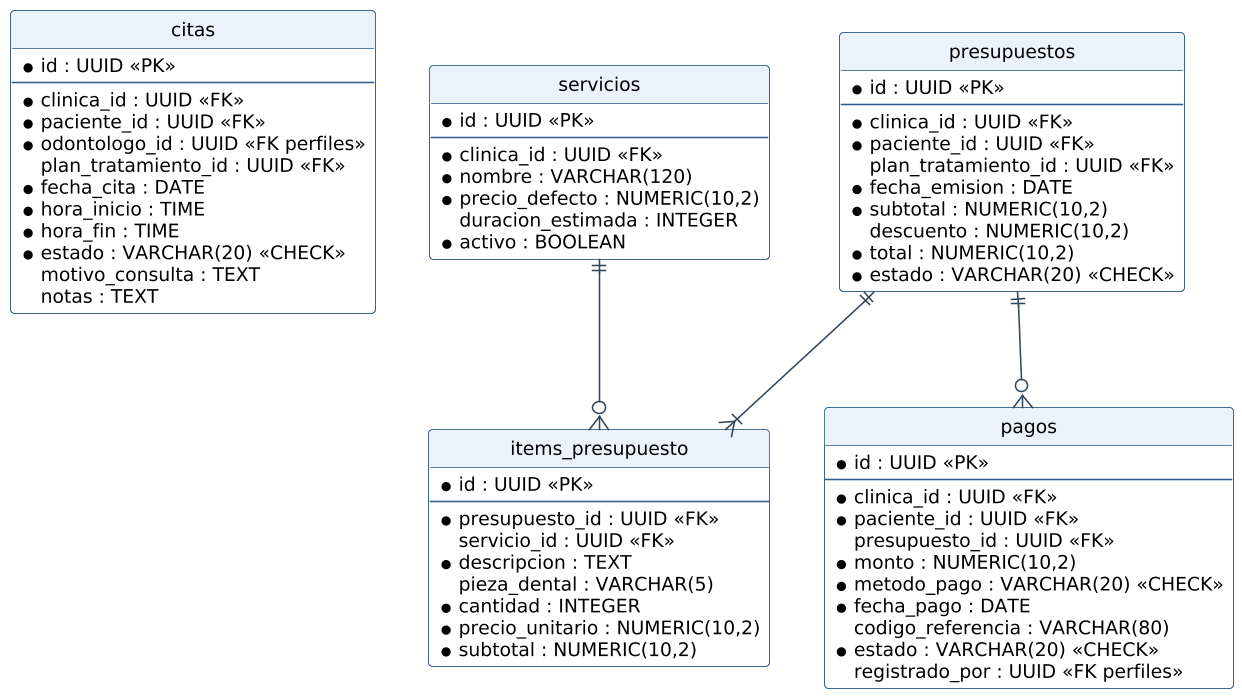 citas
id : UUID «PK»
clinica_id : UUID «FK»
paciente_id : UUID «FK»
odontologo_id : UUID «FK perfiles»
plan_tratamiento_id : UUID «FK»
fecha_cita : DATE
hora_inicio : TIME
hora_fin : TIME
estado : VARCHAR(20) «CHECK»
motivo_consulta : TEXT
notas : TEXT
servicios
id : UUID «PK»
clinica_id : UUID «FK»
nombre : VARCHAR(120)
precio_defecto : NUMERIC(10,2)
duracion_estimada : INTEGER
activo : BOOLEAN
presupuestos
id : UUID «PK»
clinica_id : UUID «FK»
paciente_id : UUID «FK»
plan_tratamiento_id : UUID «FK»
fecha_emision : DATE
subtotal : NUMERIC(10,2)
descuento : NUMERIC(10,2)
total : NUMERIC(10,2)
estado : VARCHAR(20) «CHECK»
items_presupuesto
id : UUID «PK»
presupuesto_id : UUID «FK»
servicio_id : UUID «FK»
descripcion : TEXT
pieza_dental : VARCHAR(5)
cantidad : INTEGER
precio_unitario : NUMERIC(10,2)
subtotal : NUMERIC(10,2)
pagos
id : UUID «PK»
clinica_id : UUID «FK»
paciente_id : UUID «FK»
presupuesto_id : UUID «FK»
monto : NUMERIC(10,2)
metodo_pago : VARCHAR(20) «CHECK»
fecha_pago : DATE
codigo_referencia : VARCHAR(80)
estado : VARCHAR(20) «CHECK»
registrado_por : UUID «FK perfiles»